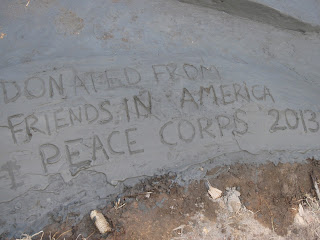 DONATED FROM
FRIENDS IN AMERICA
PEACE CORPS 2013